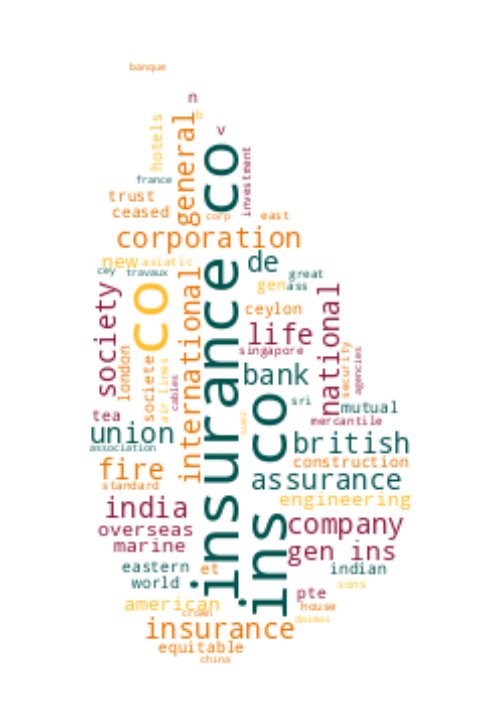 banque
n
b
v
hotels
general
insurance co
investment
france
trust
ceased
corp
east
corporation
new
asiatic
de
cey
travaux
great
gen
ass
society
co
international
ceylon
national
life
singapore
london
societe
air lines
cables
bank
security
agencies
sri
mutual
tea
suez
ins co
mercantile
union
british
association
fire
construction
standard
assurance
engineering
india
company
overseas
marine
gen ins
eastern
et
indian
world
sons
pte
american
house
crown
daimei
insurance
equitable
china